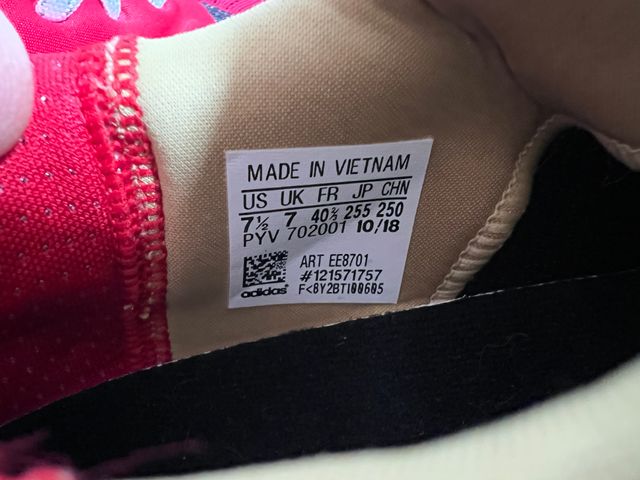 MADE IN VIETNAM
US UK FR JP CHN
7½ 7 40⅔ 255 250
PYV 702001 10/18
ART EE8701
#121571757
adidas